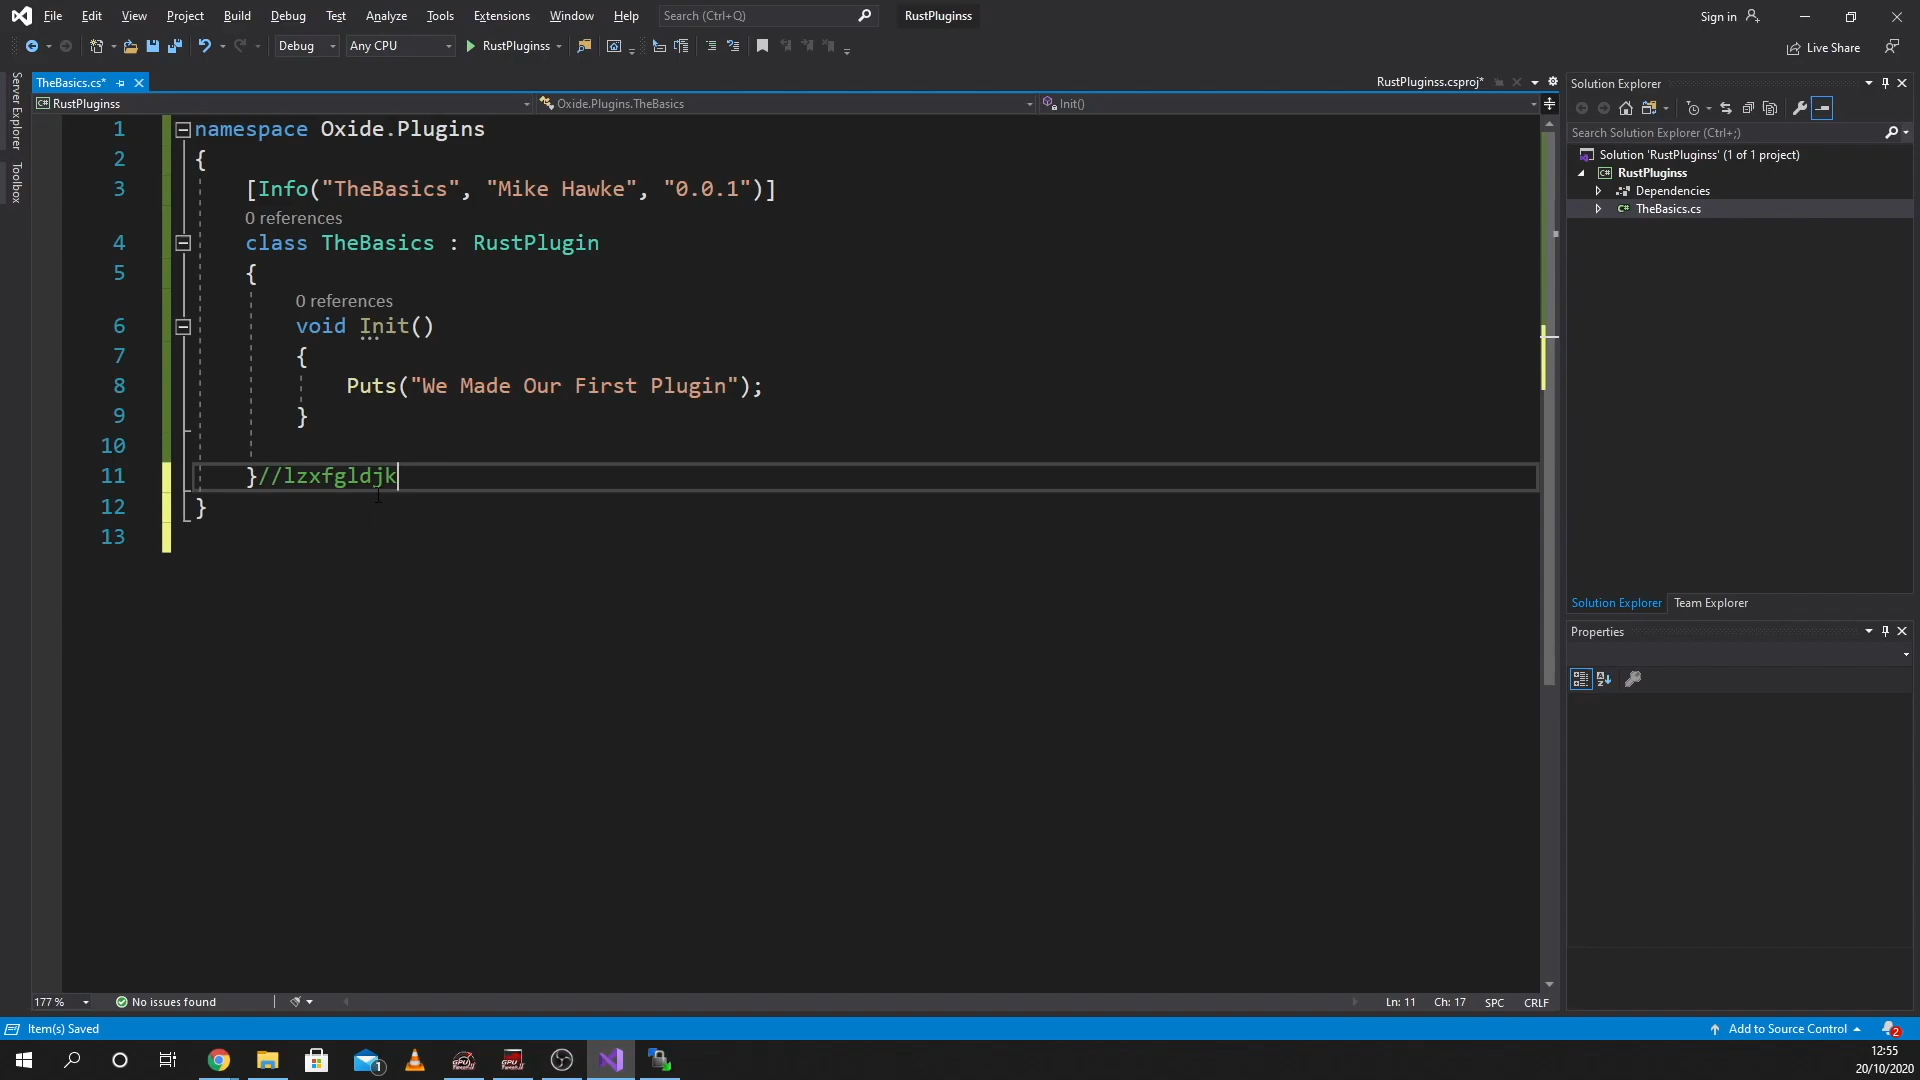 File Edit View Project Build Debug Test Analyze Tools Extensions Window Help Search (Ctrl+Q) RustPluginss Sign in
Debug Any CPU RustPluginss Live Share
Server Explorer
Toolbox
TheBasics.cs* RustPluginss.csproj*
RustPluginss Oxide.Plugins.TheBasics Init()
1 namespace Oxide.Plugins
2 {
3 [Info("TheBasics", "Mike Hawke", "0.0.1")]
0 references
4 class TheBasics : RustPlugin
5 {
0 references
6 void Init()
7 {
8 Puts("We Made Our First Plugin");
9 }
10
11 }//lzxfgldjk
12 }
13
Solution Explorer
Search Solution Explorer (Ctrl+;)
Solution 'RustPluginss' (1 of 1 project)
RustPluginss
Dependencies
TheBasics.cs
Solution Explorer Team Explorer
Properties
177 % No issues found Ln: 11 Ch: 17 SPC CRLF
Item(s) Saved Add to Source Control 2
1
12:55
20/10/2020